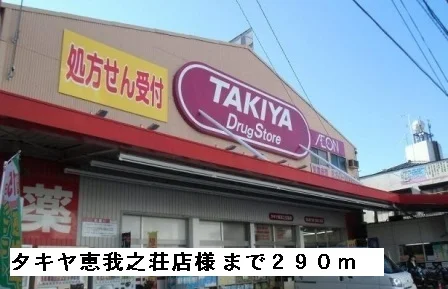 処方せん受付
TAKIYA
Drug Store
ÆON
薬
タキヤ恵我之荘店様 まで290m